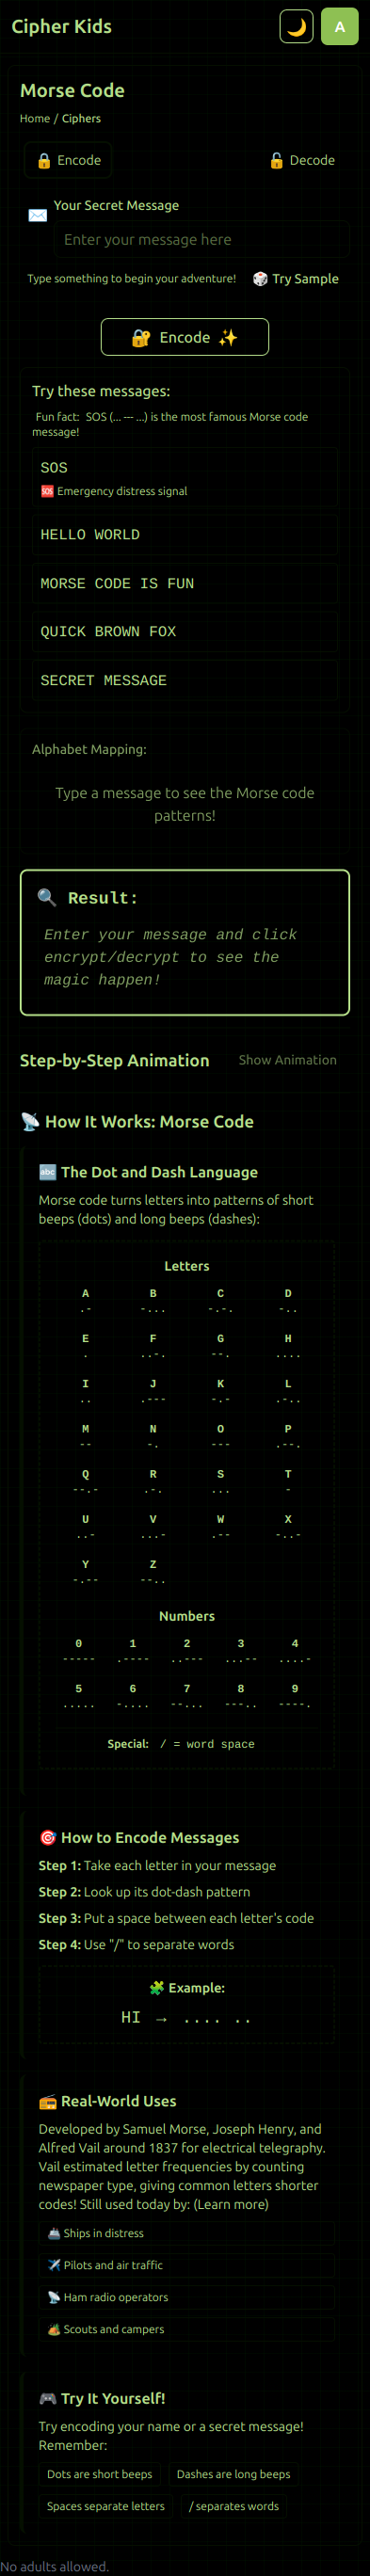 Cipher Kids
🌙
A
Morse Code
Home / Ciphers
🔒 Encode
🔓 Decode
✉️
Your Secret Message
Enter your message here
Type something to begin your adventure!
🎲 Try Sample
🔐 Encode ✨
Try these messages:
Fun fact: SOS (... --- ...) is the most famous Morse code
message!
SOS
🆘 Emergency distress signal
HELLO WORLD
MORSE CODE IS FUN
QUICK BROWN FOX
SECRET MESSAGE
Alphabet Mapping:
Type a message to see the Morse code
patterns!
🔍 Result:
Enter your message and click
encrypt/decrypt to see the
magic happen!
Step-by-Step Animation
Show Animation
📡 How It Works: Morse Code
🔤 The Dot and Dash Language
Morse code turns letters into patterns of short
beeps (dots) and long beeps (dashes):
Letters
A B C D
.- -... -.-. -..
E F G H
. ..-. --. ....
I J K L
.. .--- -.- .-..
M N O P
-- -. --- .--.
Q R S T
--.- .-. ... -
U V W X
..- ...- .-- -..-
Y Z
-.-- --..
Numbers
0 1 2 3 4
----- .---- ..--- ...-- ....-
5 6 7 8 9
..... -.... --... ---.. ----.
Special: / = word space
🎯 How to Encode Messages
Step 1: Take each letter in your message
Step 2: Look up its dot-dash pattern
Step 3: Put a space between each letter's code
Step 4: Use "/" to separate words
🧩 Example:
HI → .... ..
📻 Real-World Uses
Developed by Samuel Morse, Joseph Henry, and
Alfred Vail around 1837 for electrical telegraphy.
Vail estimated letter frequencies by counting
newspaper type, giving common letters shorter
codes! Still used today by: (Learn more)
🚢 Ships in distress
✈️ Pilots and air traffic
📡 Ham radio operators
🏕️ Scouts and campers
🎮 Try It Yourself!
Try encoding your name or a secret message!
Remember:
Dots are short beeps
Dashes are long beeps
Spaces separate letters
/ separates words
No adults allowed.